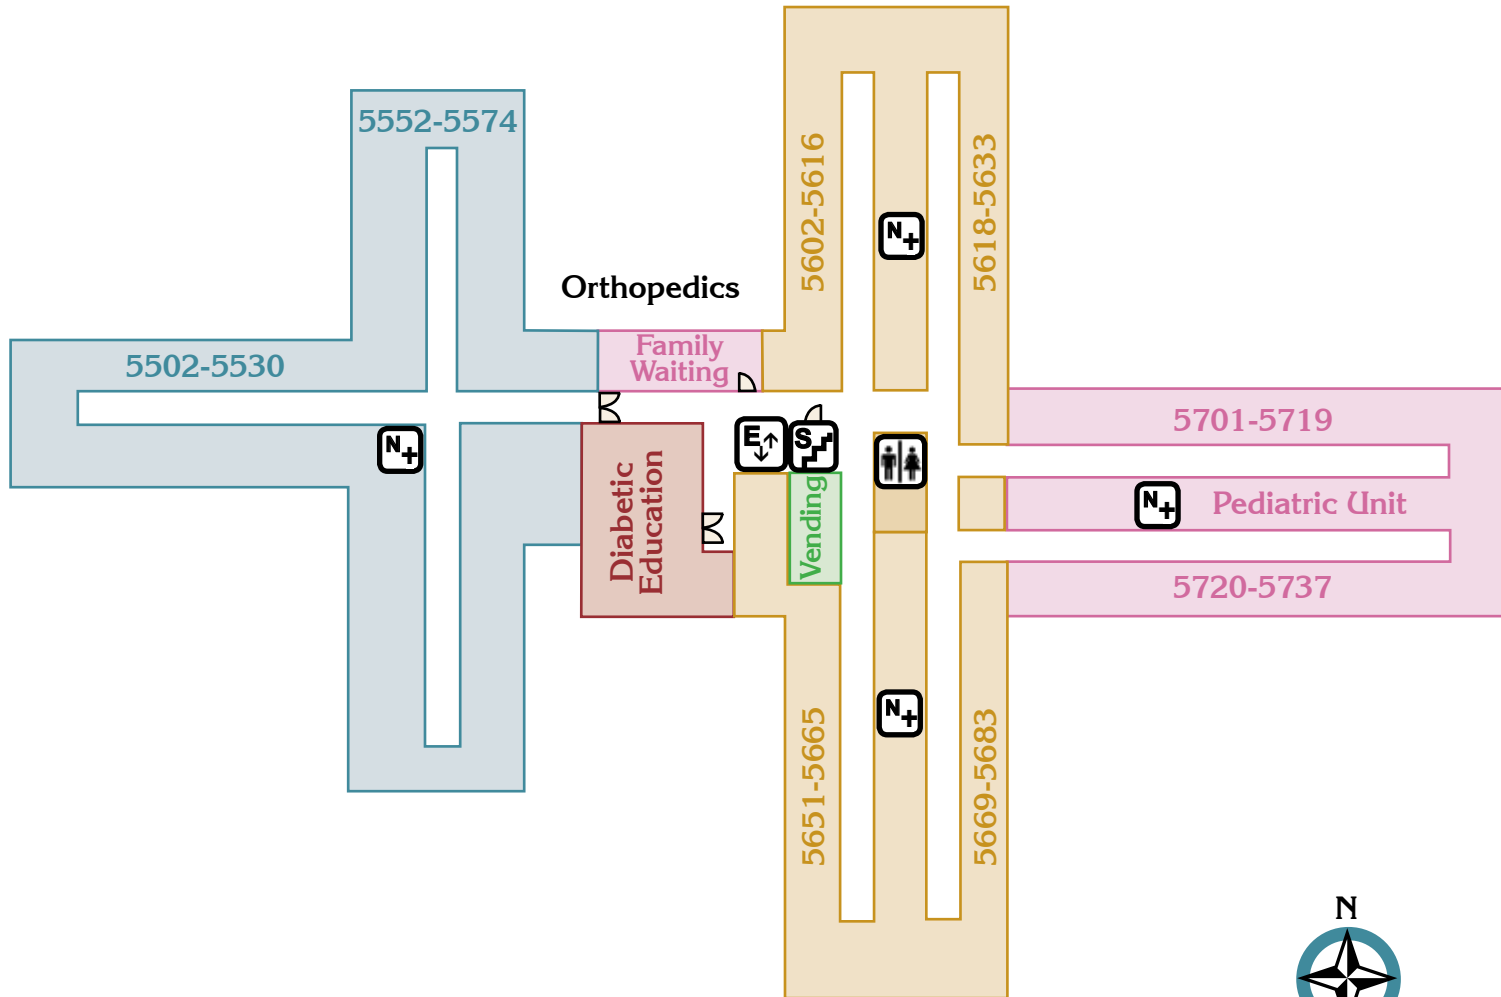 5552-5574
5602-5616
5618-5633
N+
Orthopedics
Family
Waiting
5502-5530
5701-5719
N+
E
S
Diabetic
Education
Vending
N+
Pediatric Unit
5720-5737
5651-5665
N+
5669-5683
N